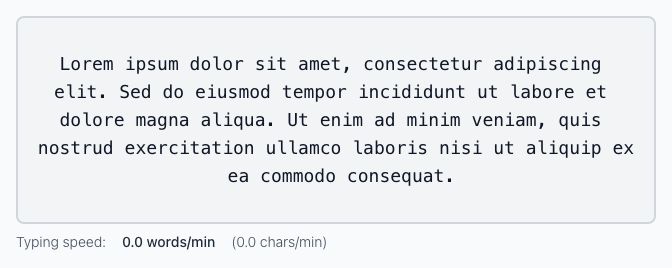 Lorem ipsum dolor sit amet, consectetur adipiscing
elit. Sed do eiusmod tempor incididunt ut labore et
dolore magna aliqua. Ut enim ad minim veniam, quis
nostrud exercitation ullamco laboris nisi ut aliquip ex
ea commodo consequat.
Typing speed: 0.0 words/min (0.0 chars/min)